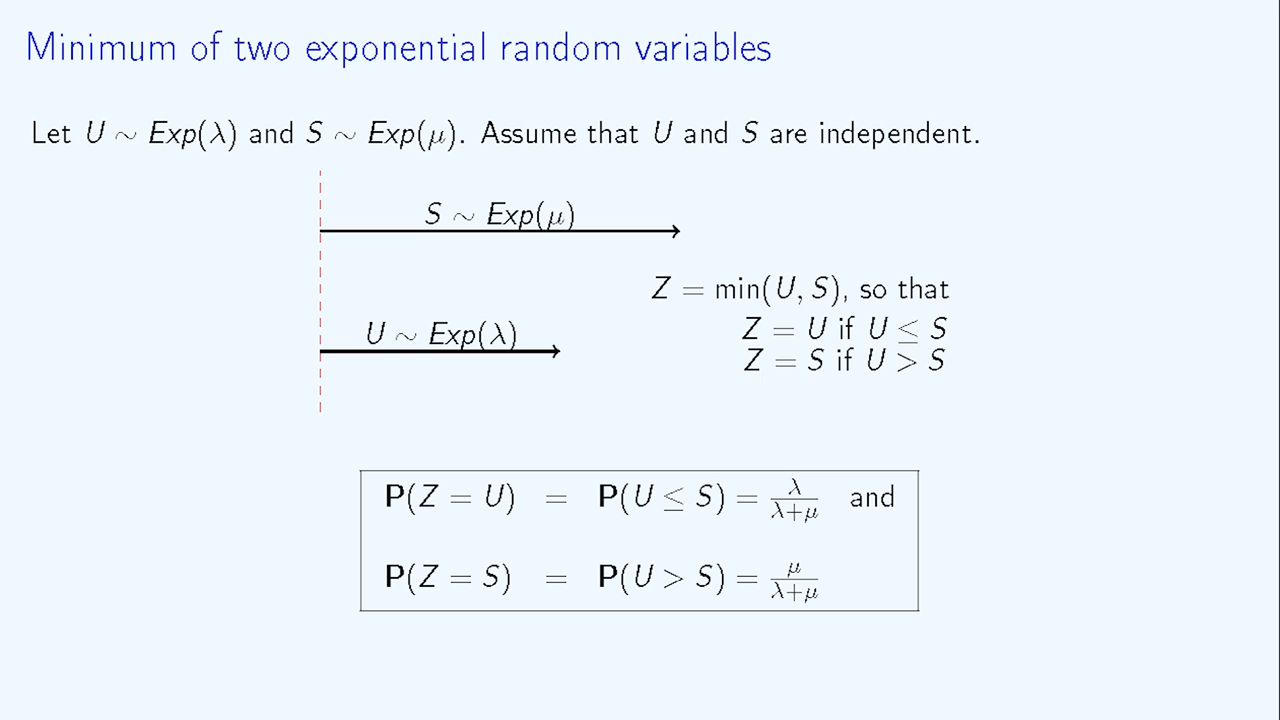 Minimum of two exponential random variables
Let U ∼ Exp(λ) and S ∼ Exp(μ). Assume that U and S are independent.
S ∼ Exp(μ)
Z = min(U, S), so that
U ∼ Exp(λ)
Z = U if U ≤ S
Z = S if U > S
P(Z = U) = P(U ≤ S) = λ/(λ+μ) and
P(Z = S) = P(U > S) = μ/(λ+μ)